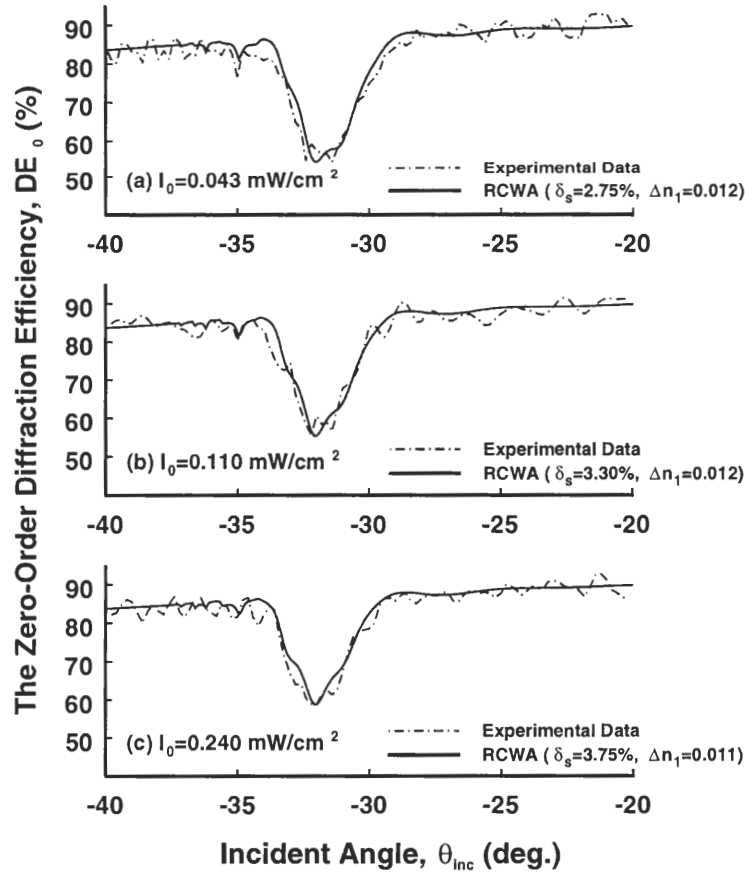 The Zero-Order Diffraction Efficiency, DE 0 (%)
90
80
70
60
50
(a) I0=0.043 mW/cm 2
Experimental Data
RCWA ( δs=2.75%, Δn1=0.012)
-40 -35 -30 -25 -20
90
80
70
60
50
(b) I0=0.110 mW/cm 2
Experimental Data
RCWA ( δs=3.30%, Δn1=0.012)
-40 -35 -30 -25 -20
90
80
70
60
50
(c) I0=0.240 mW/cm 2
Experimental Data
RCWA ( δs=3.75%, Δn1=0.011)
-40 -35 -30 -25 -20
Incident Angle, θinc (deg.)